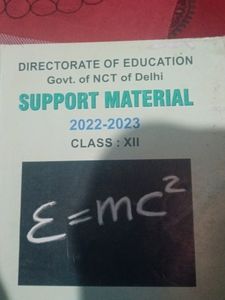 DIRECTORATE OF EDUCATION
Govt. of NCT of Delhi
SUPPORT MATERIAL
2022-2023
CLASS : XII
E=mc²